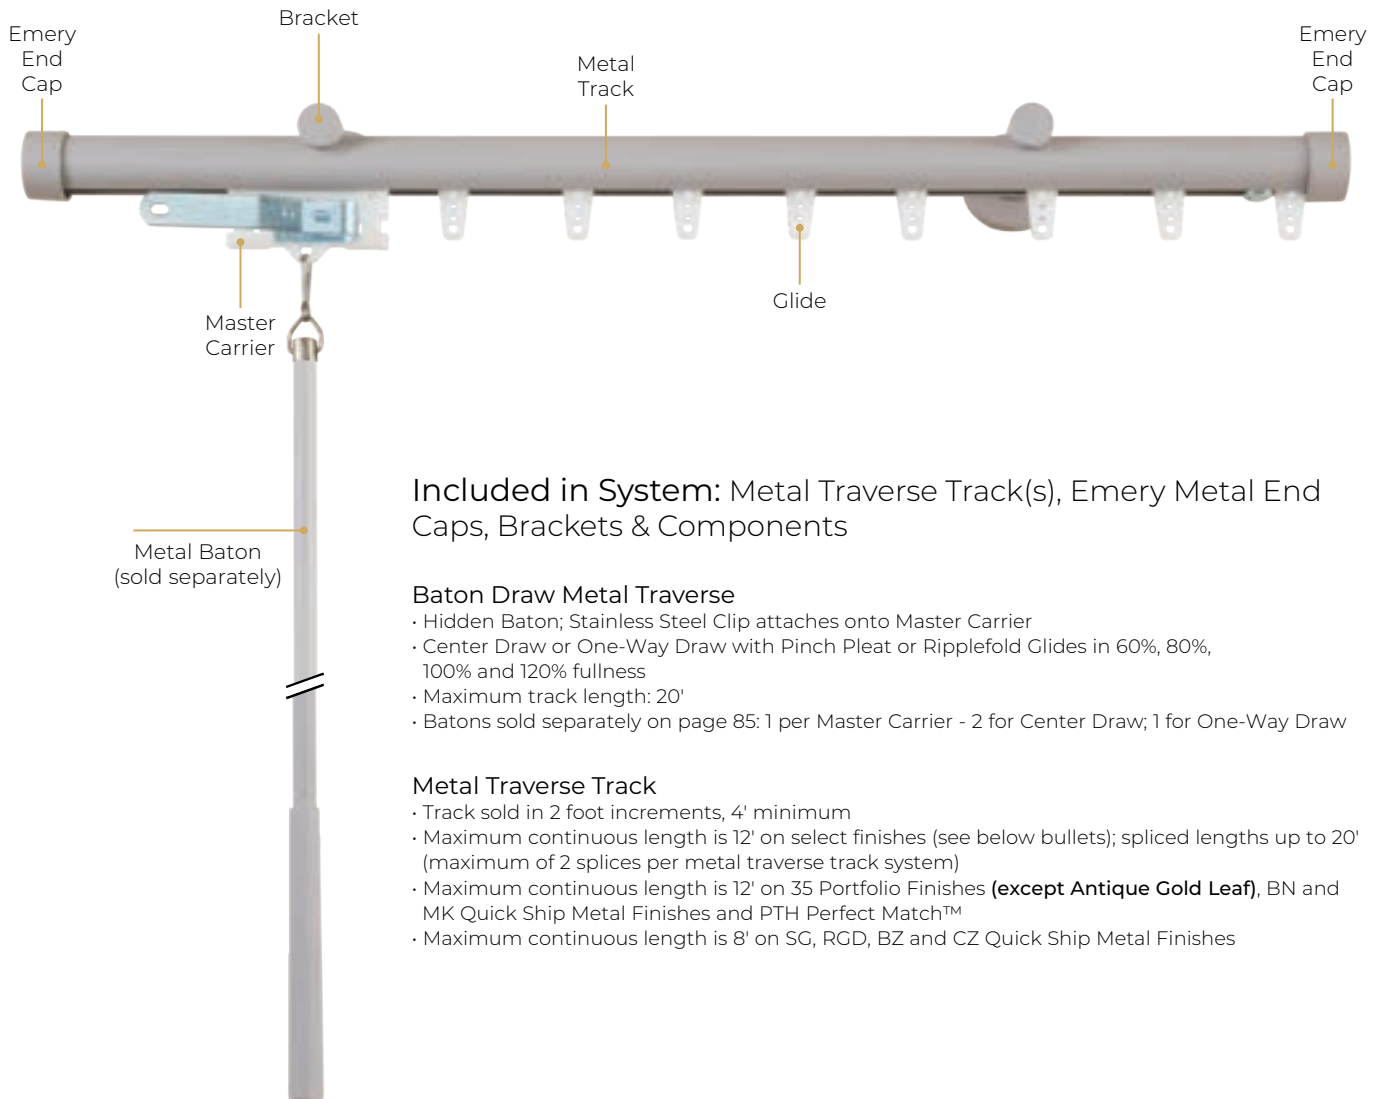 Bracket
Emery
End
Cap
Metal
Track
Emery
End
Cap
Master
Carrier
Glide
Metal Baton
(sold separately)
Included in System: Metal Traverse Track(s), Emery Metal End
Caps, Brackets & Components
Baton Draw Metal Traverse
· Hidden Baton; Stainless Steel Clip attaches onto Master Carrier
· Center Draw or One-Way Draw with Pinch Pleat or Ripplefold Glides in 60%, 80%,
100% and 120% fullness
· Maximum track length: 20'
· Batons sold separately on page 85: 1 per Master Carrier - 2 for Center Draw; 1 for One-Way Draw
Metal Traverse Track
· Track sold in 2 foot increments, 4' minimum
· Maximum continuous length is 12' on select finishes (see below bullets); spliced lengths up to 20'
(maximum of 2 splices per metal traverse track system)
· Maximum continuous length is 12' on 35 Portfolio Finishes (except Antique Gold Leaf), BN and
MK Quick Ship Metal Finishes and PTH Perfect Match™
· Maximum continuous length is 8' on SG, RGD, BZ and CZ Quick Ship Metal Finishes